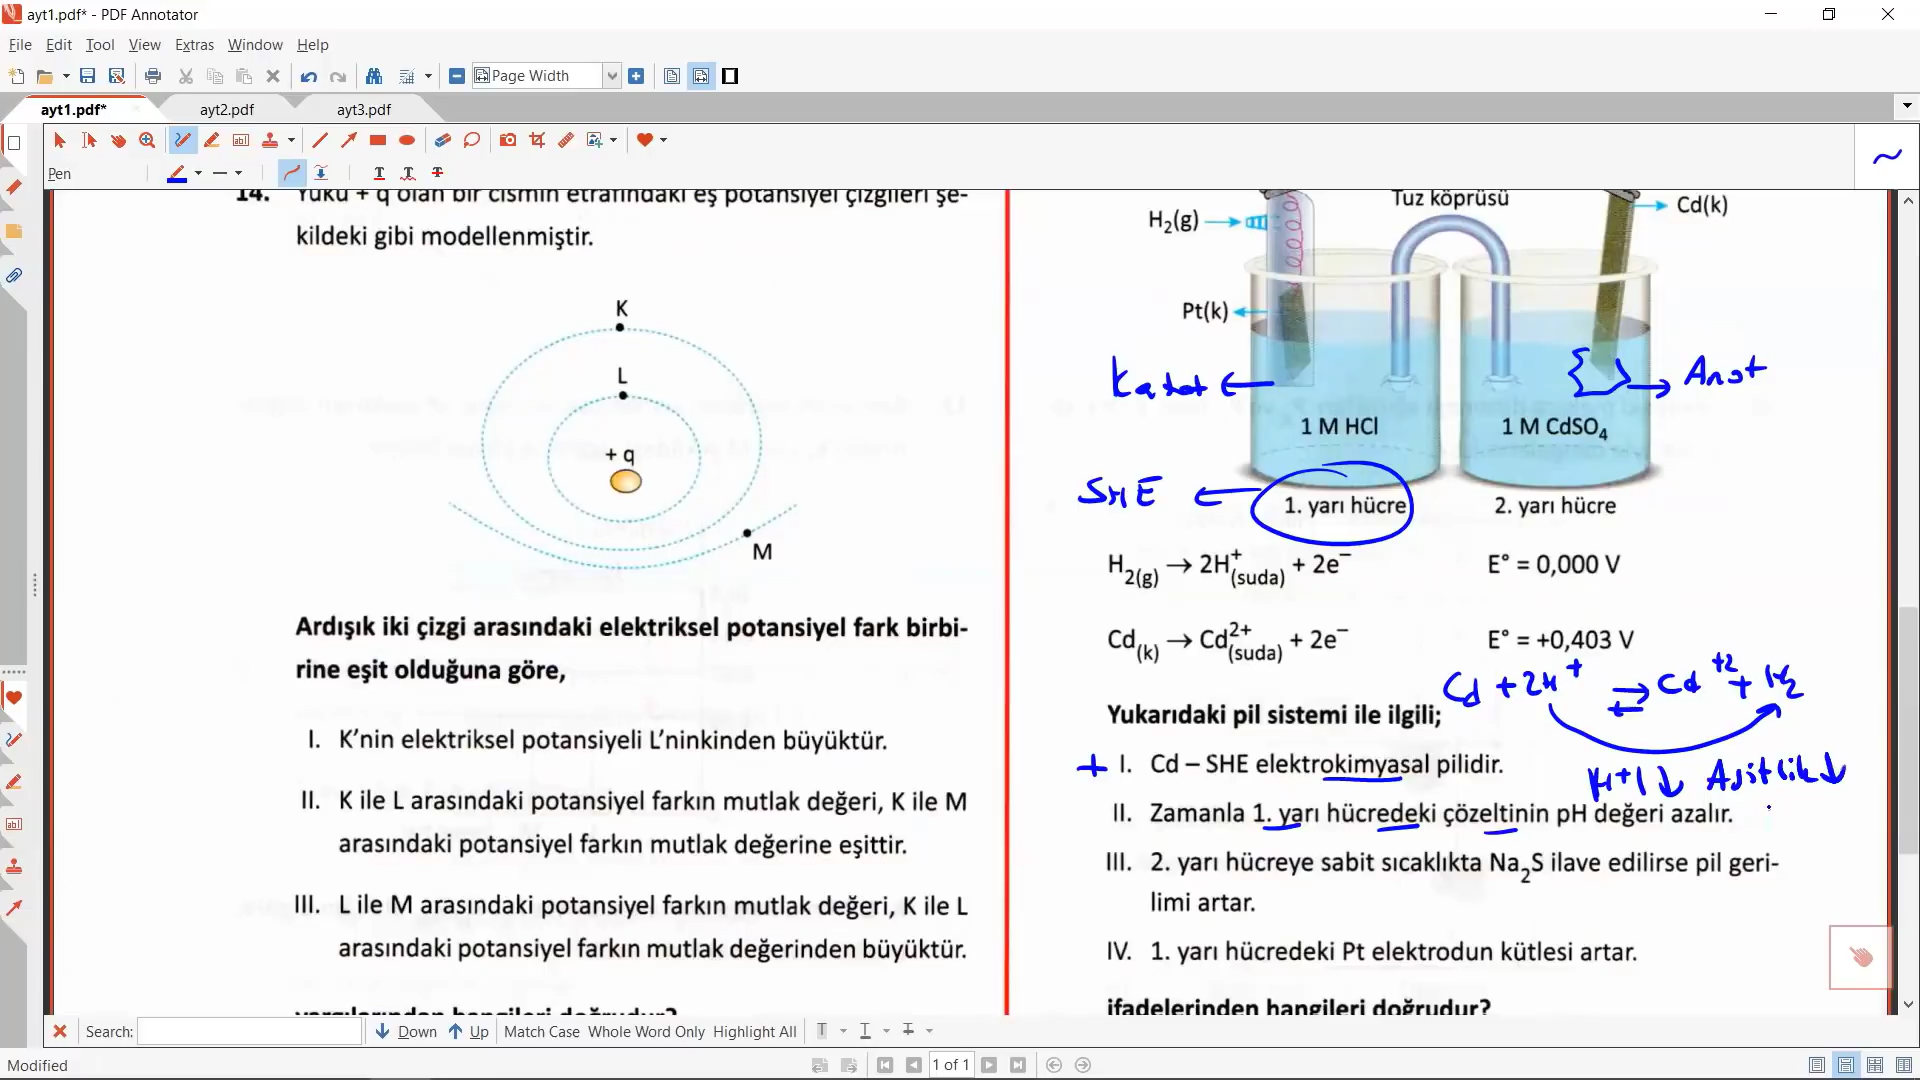 ayt1.pdf* - PDF Annotator
File Edit Tool View Extras Window Help
Page Width
ayt1.pdf* ayt2.pdf ayt3.pdf
Pen
14. Yükü + q olan bir cismin etrafındaki eş potansiyel çizgileri şe-
kildeki gibi modellenmiştir.
K
L
+ q
M
Ardışık iki çizgi arasındaki elektriksel potansiyel fark birbi-
rine eşit olduğuna göre,
I. K’nin elektriksel potansiyeli L’ninkinden büyüktür.
II. K ile L arasındaki potansiyel farkın mutlak değeri, K ile M
arasındaki potansiyel farkın mutlak değerine eşittir.
III. L ile M arasındaki potansiyel farkın mutlak değeri, K ile L
arasındaki potansiyel farkın mutlak değerinden büyüktür.
yargılarından hangileri doğrudur?
Tuz köprüsü
H2(g)
Cd(k)
Pt(k)
Katot
Anot
1 M HCl 1 M CdSO4
SHE
1. yarı hücre 2. yarı hücre
H2(g) → 2H+(suda) + 2e– E° = 0,000 V
Cd(k) → Cd2+(suda) + 2e– E° = +0,403 V
Cd + 2H+ ⇌ Cd+2 + H2
Yukarıdaki pil sistemi ile ilgili;
+ I. Cd – SHE elektrokimyasal pilidir.
H+ ↓ Asitlik ↓
II. Zamanla 1. yarı hücredeki çözeltinin pH değeri azalır.
III. 2. yarı hücreye sabit sıcaklıkta Na2S ilave edilirse pil geri-
limi artar.
IV. 1. yarı hücredeki Pt elektrodun kütlesi artar.
ifadelerinden hangileri doğrudur?
Search: Down Up Match Case Whole Word Only Highlight All
Modified
1 of 1